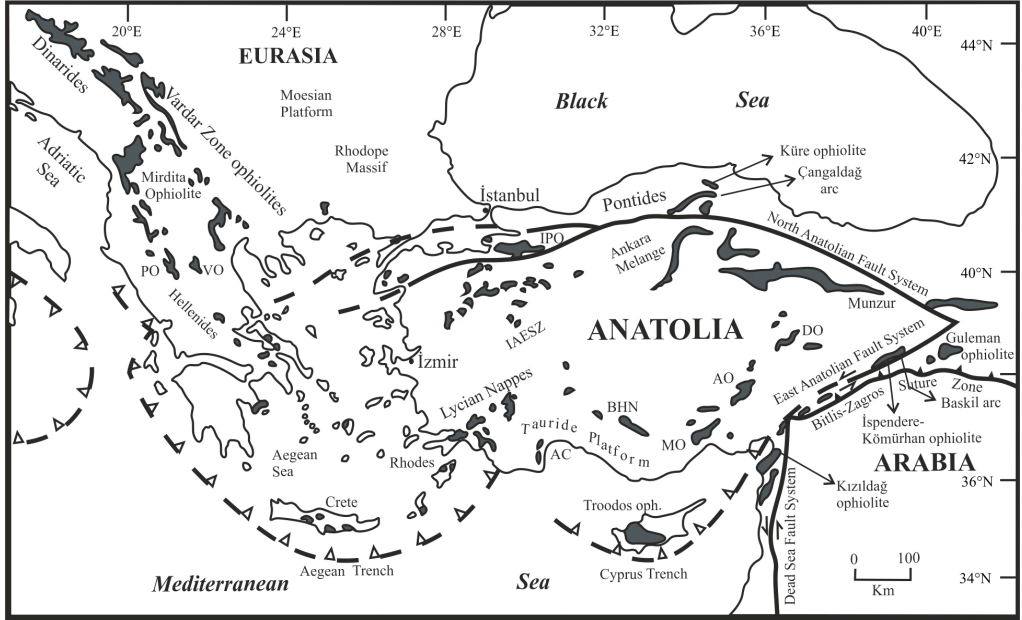 20°E
24°E
28°E
32°E
36°E
40°E
44°N
42°N
40°N
36°N
34°N
EURASIA
Dinarides
Moesian
Platform
Black Sea
Vardar Zone ophiolites
Rhodope
Massif
Adriatic
Sea
Mirdita
Ophiolite
Küre ophiolite
Çangaldağ
arc
İstanbul
Pontides
North Anatolian Fault System
IPO
Ankara
Melange
PO
VO
Hellenides
Munzur
IAESZ
ANATOLIA
DO
East Anatolian Fault System
Guleman
ophiolite
İzmir
AO
Bitlis-Zagros Suture Zone
Baskil arc
Lycian Nappes
BHN
Tauride Platform
MO
AC
İspendere-
Kömürhan ophiolite
ARABIA
Aegean
Sea
Rhodes
Kızıldağ
ophiolite
Crete
Troodos oph.
Dead Sea Fault System
0 100
Km
Aegean Trench
Cyprus Trench
Mediterranean Sea